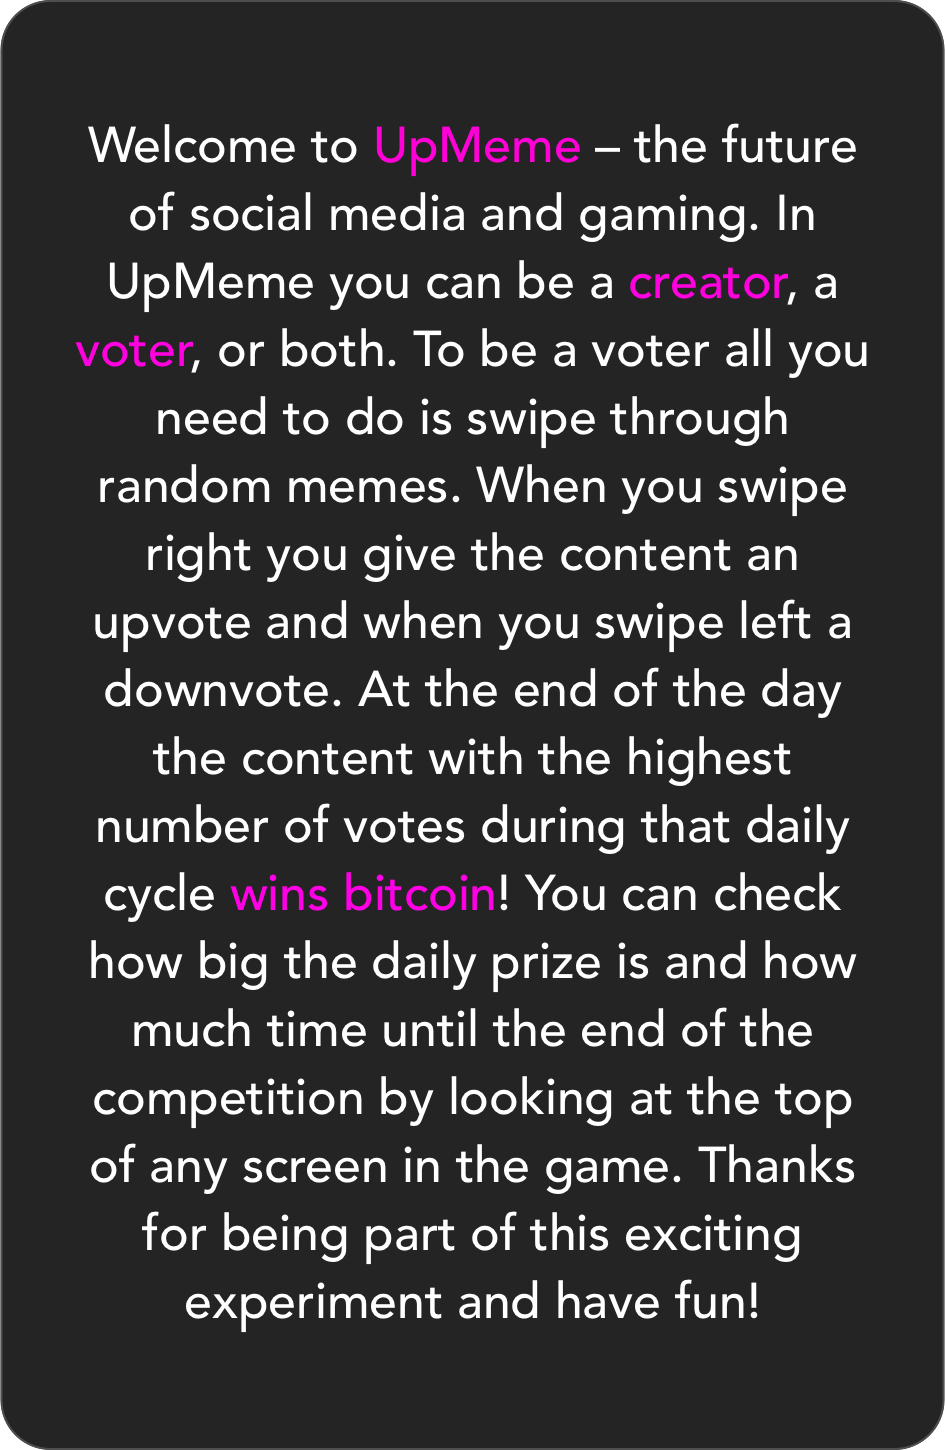 Welcome to UpMeme – the future
of social media and gaming. In
UpMeme you can be a creator, a
voter, or both. To be a voter all you
need to do is swipe through
random memes. When you swipe
right you give the content an
upvote and when you swipe left a
downvote. At the end of the day
the content with the highest
number of votes during that daily
cycle wins bitcoin! You can check
how big the daily prize is and how
much time until the end of the
competition by looking at the top
of any screen in the game. Thanks
for being part of this exciting
experiment and have fun!